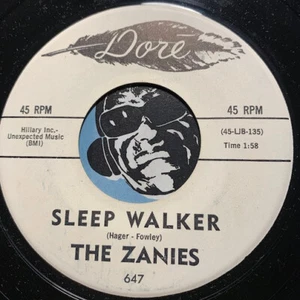 Doré
45 RPM
45 RPM
Hillary Inc.-
Unexpected Music
(BMI)
(45-LJB-135)
Time 1:58
SLEEP WALKER
(Hager - Fowley)
THE ZANIES
647